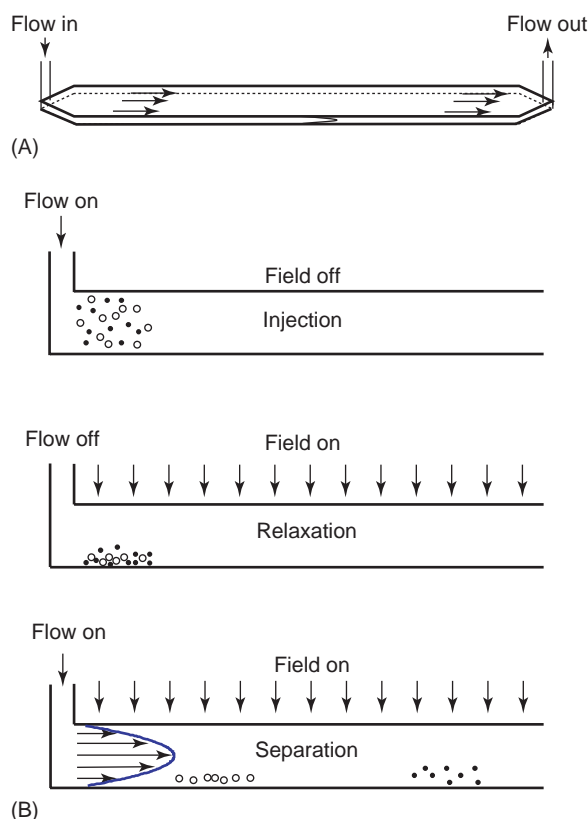 Flow in
Flow out
(A)
Flow on
Field off
Injection
Flow off
Field on
Relaxation
Flow on
Field on
Separation
(B)